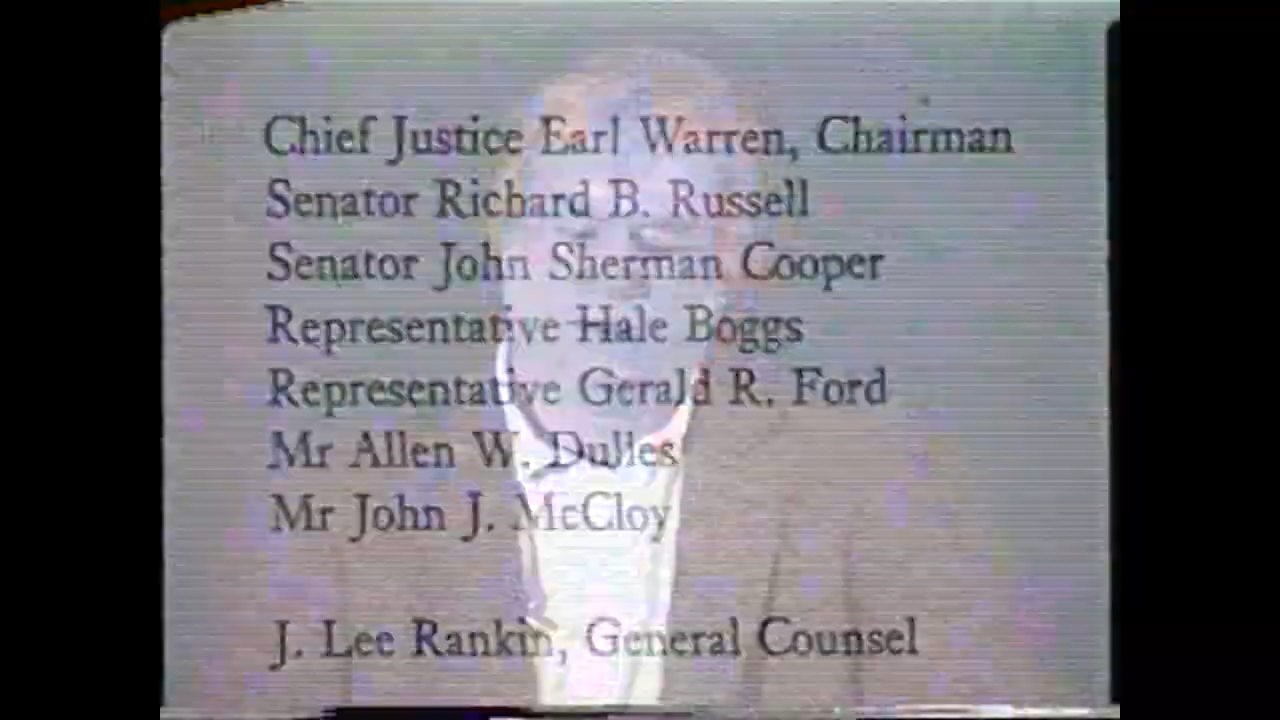 Chief Justice Earl Warren, Chairman
Senator Richard B. Russell
Senator John Sherman Cooper
Representative Hale Boggs
Representative Gerald R. Ford
Mr Allen W. Dulles
Mr John J. McCloy
J. Lee Rankin, General Counsel